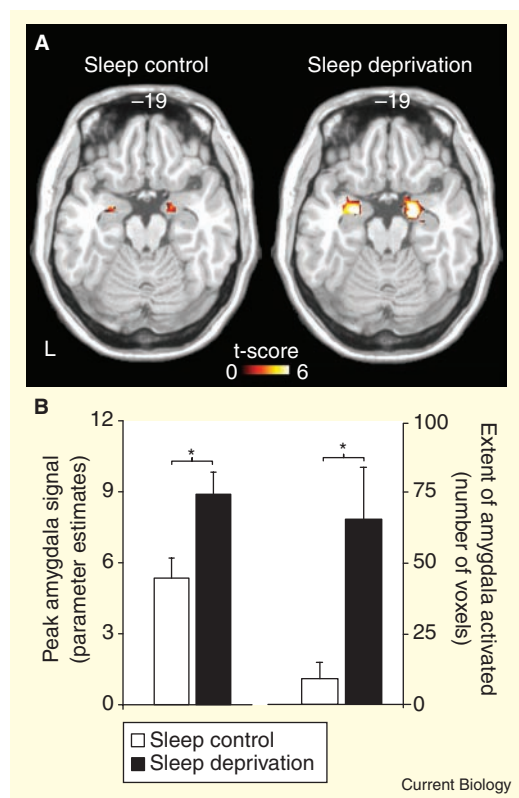 A
Sleep control
Sleep deprivation
–19
–19
L
t-score
0 6
B
Peak amygdala signal
(parameter estimates)
12
9
6
3
0
*
*
100
75
50
25
0
Extent of amygdala activated
(number of voxels)
Sleep control
Sleep deprivation
Current Biology